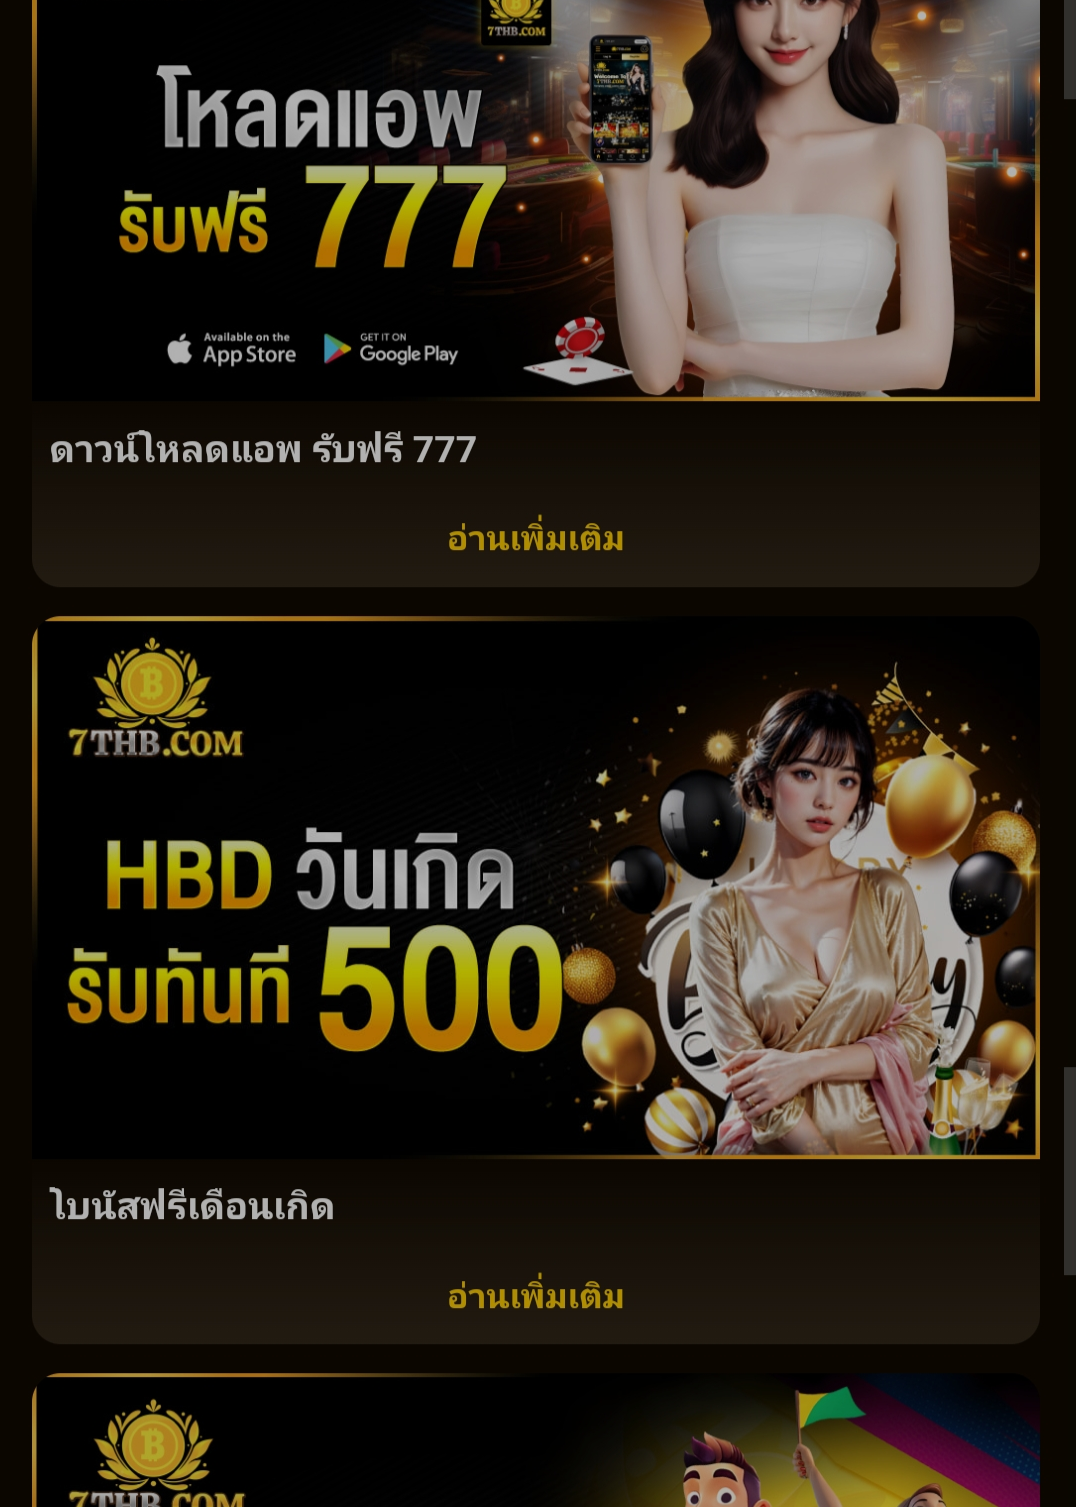 7THB.COM
โหลดแอพ
รับฟรี 777
Available on the
App Store
GET IT ON
Google Play
ดาวน์โหลดแอพ รับฟรี 777
อ่านเพิ่มเติม
7THB.COM
HBD วันเกิด
รับทันที 500
โบนัสฟรีเดือนเกิด
อ่านเพิ่มเติม
7THB.COM